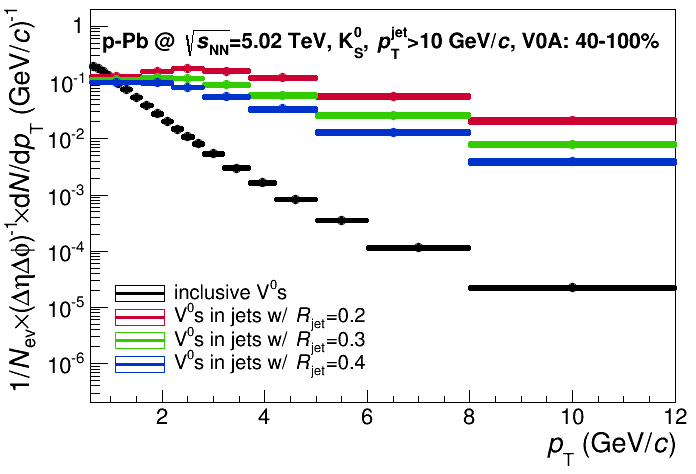 p-Pb @ √sNN=5.02 TeV, K0S, pTjet>10 GeV/c, V0A: 40-100%
1/Nev×(ΔηΔϕ)-1×dN/dpT (GeV/c)-1
1
10-1
10-2
10-3
10-4
10-5
10-6
inclusive V0s
V0s in jets w/ Rjet=0.2
V0s in jets w/ Rjet=0.3
V0s in jets w/ Rjet=0.4
2 4 6 8 10 12
pT (GeV/c)